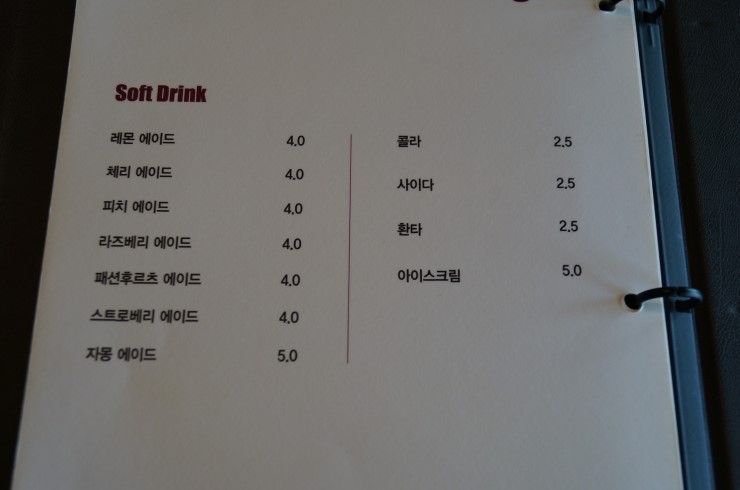 Soft Drink
레몬 에이드 4.0
체리 에이드 4.0
피치 에이드 4.0
라즈베리 에이드 4.0
패션후르츠 에이드 4.0
스트로베리 에이드 4.0
자몽 에이드 5.0
콜라 2.5
사이다 2.5
환타 2.5
아이스크림 5.0